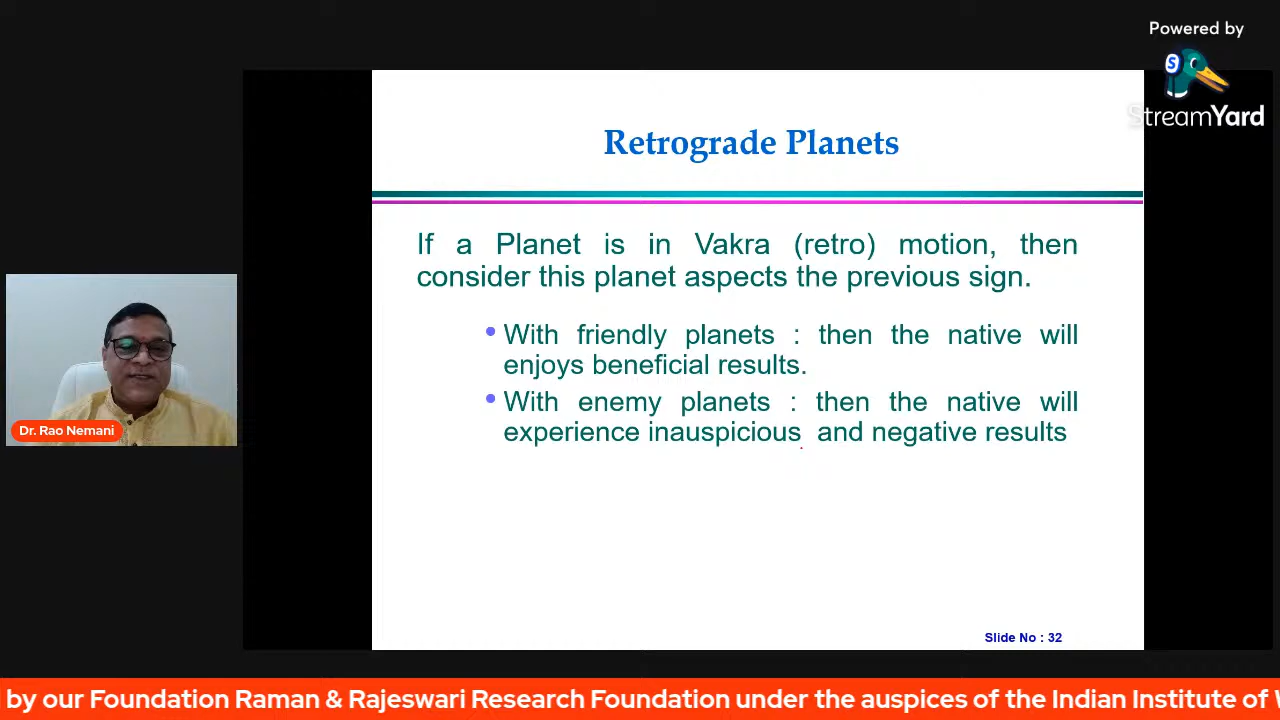 Powered by
S
StreamYard
Retrograde Planets
If a Planet is in Vakra (retro) motion, then
consider this planet aspects the previous sign.
• With friendly planets : then the native will
enjoys beneficial results.
• With enemy planets : then the native will
experience inauspicious and negative results
Dr. Rao Nemani
Slide No : 32
by our Foundation Raman & Rajeswari Research Foundation under the auspices of the Indian Institute of